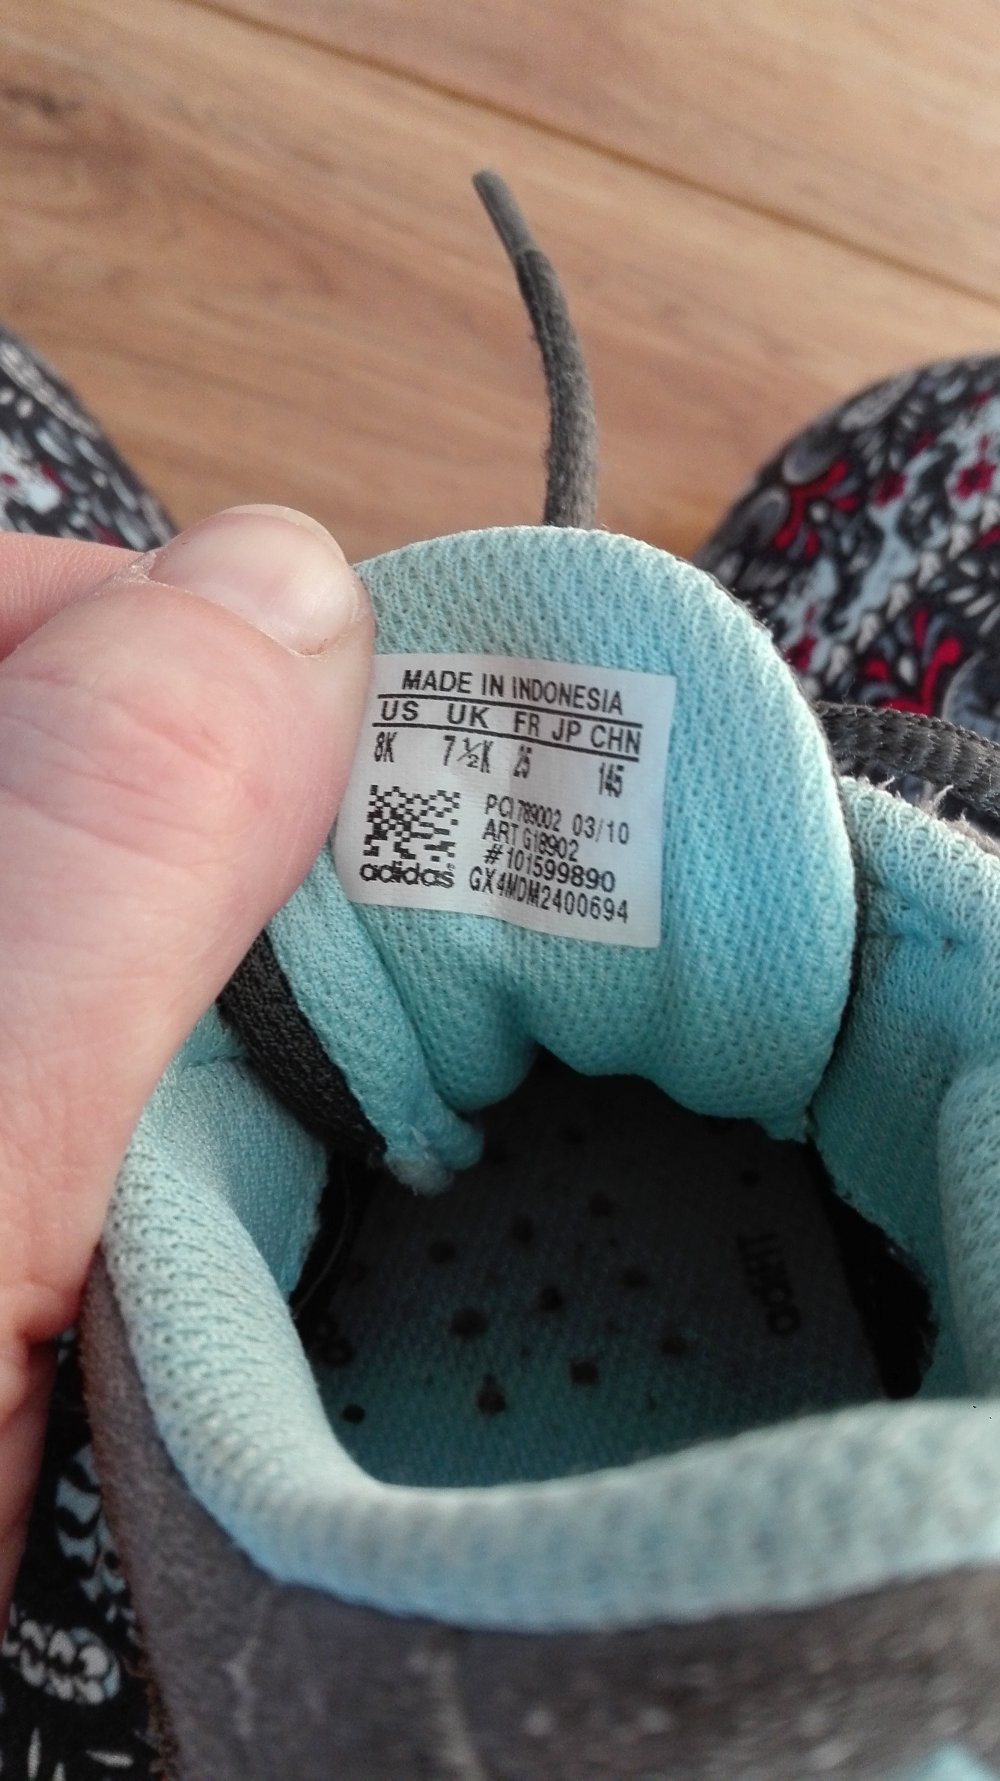 MADE IN INDONESIA
US UK FR JP CHN
8K 7½K 25 145
PCI 789002 03/10
ART G18902
#101599890
adidas® GX4MDM2400694
ortH